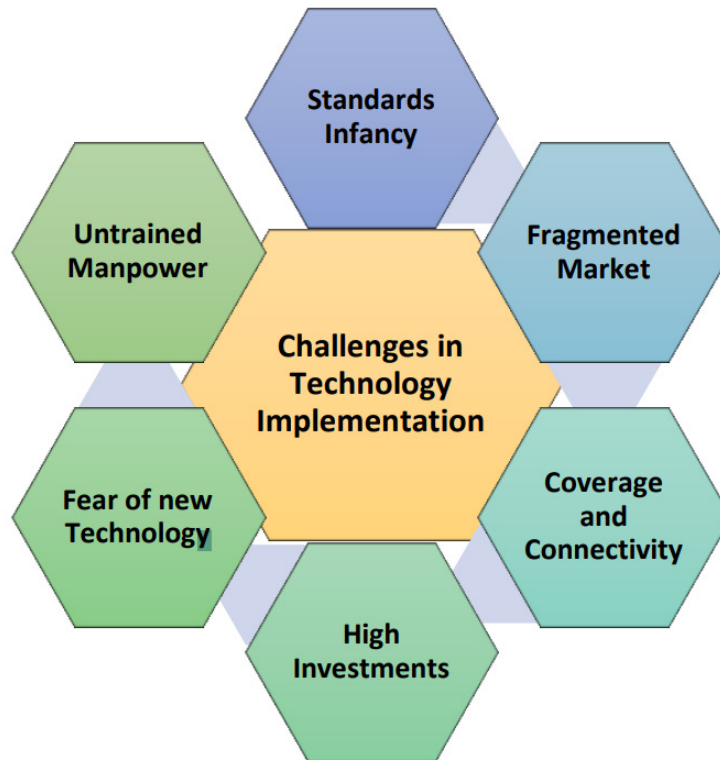 Standards
Infancy
Fragmented
Market
Coverage
and
Connectivity
High
Investments
Fear of new
Technology
Untrained
Manpower
Challenges in
Technology
Implementation